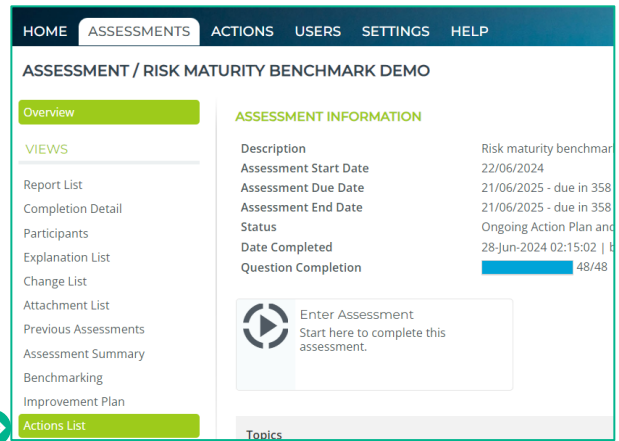 HOME ASSESSMENTS ACTIONS USERS SETTINGS HELP
ASSESSMENT / RISK MATURITY BENCHMARK DEMO
Overview
VIEWS
Report List
Completion Detail
Participants
Explanation List
Change List
Attachment List
Previous Assessments
Assessment Summary
Benchmarking
Improvement Plan
Actions List
ASSESSMENT INFORMATION
Description Risk maturity benchmar
Assessment Start Date 22/06/2024
Assessment Due Date 21/06/2025 - due in 358
Assessment End Date 21/06/2025 - due in 358
Status Ongoing Action Plan and
Date Completed 28-Jun-2024 02:15:02 |
Question Completion 48/48
Enter Assessment
Start here to complete this
assessment.
Topics